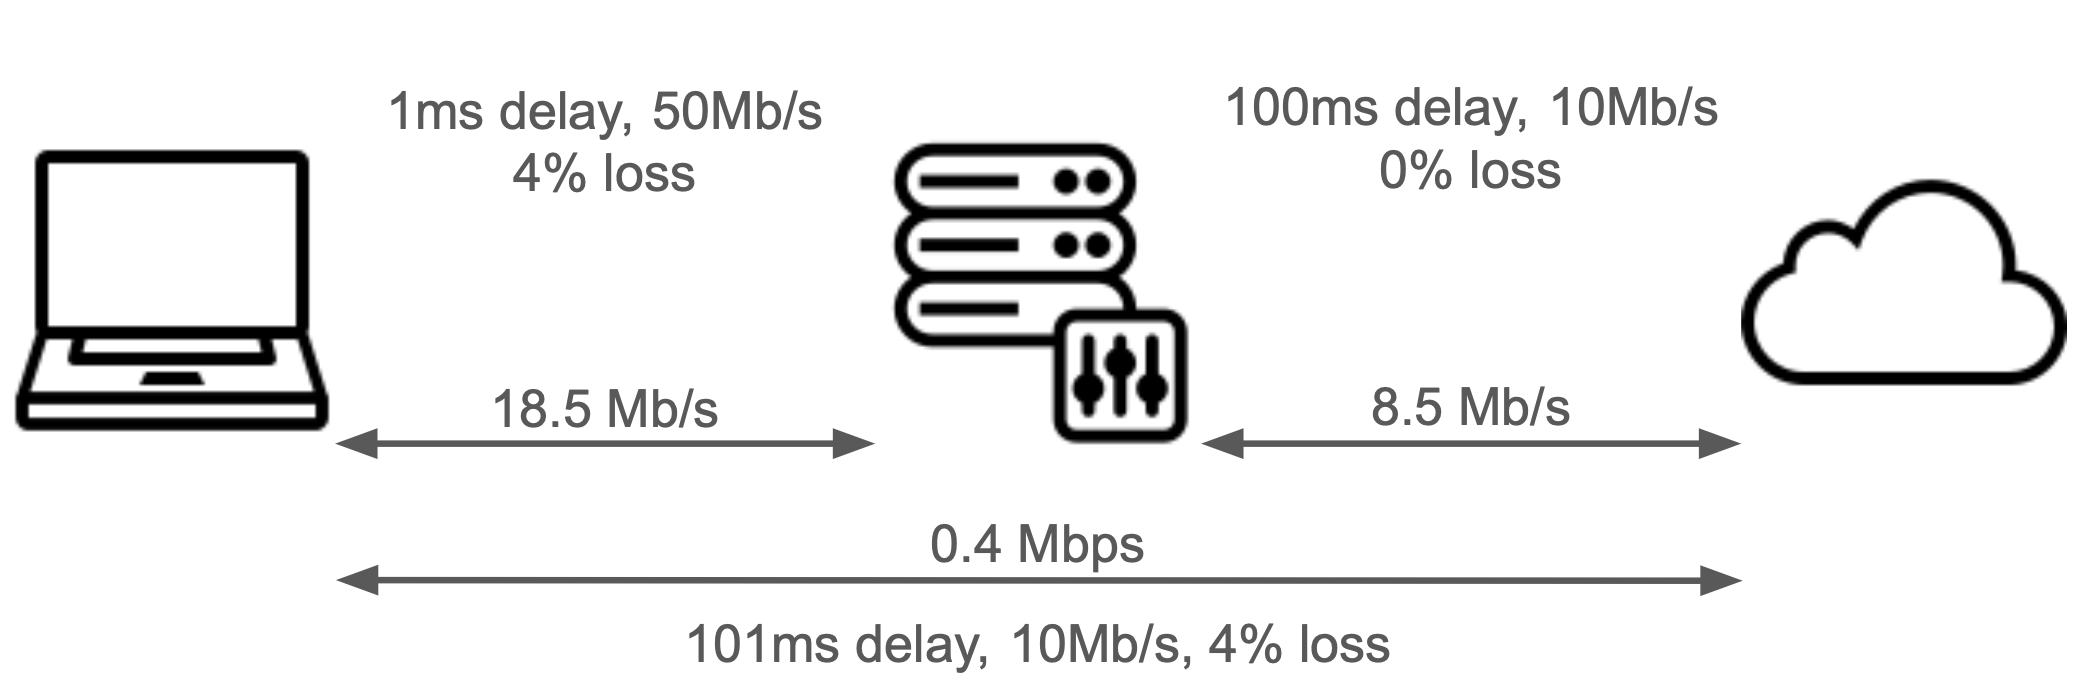 1ms delay, 50Mb/s
4% loss
100ms delay, 10Mb/s
0% loss
18.5 Mb/s
8.5 Mb/s
0.4 Mbps
101ms delay, 10Mb/s, 4% loss